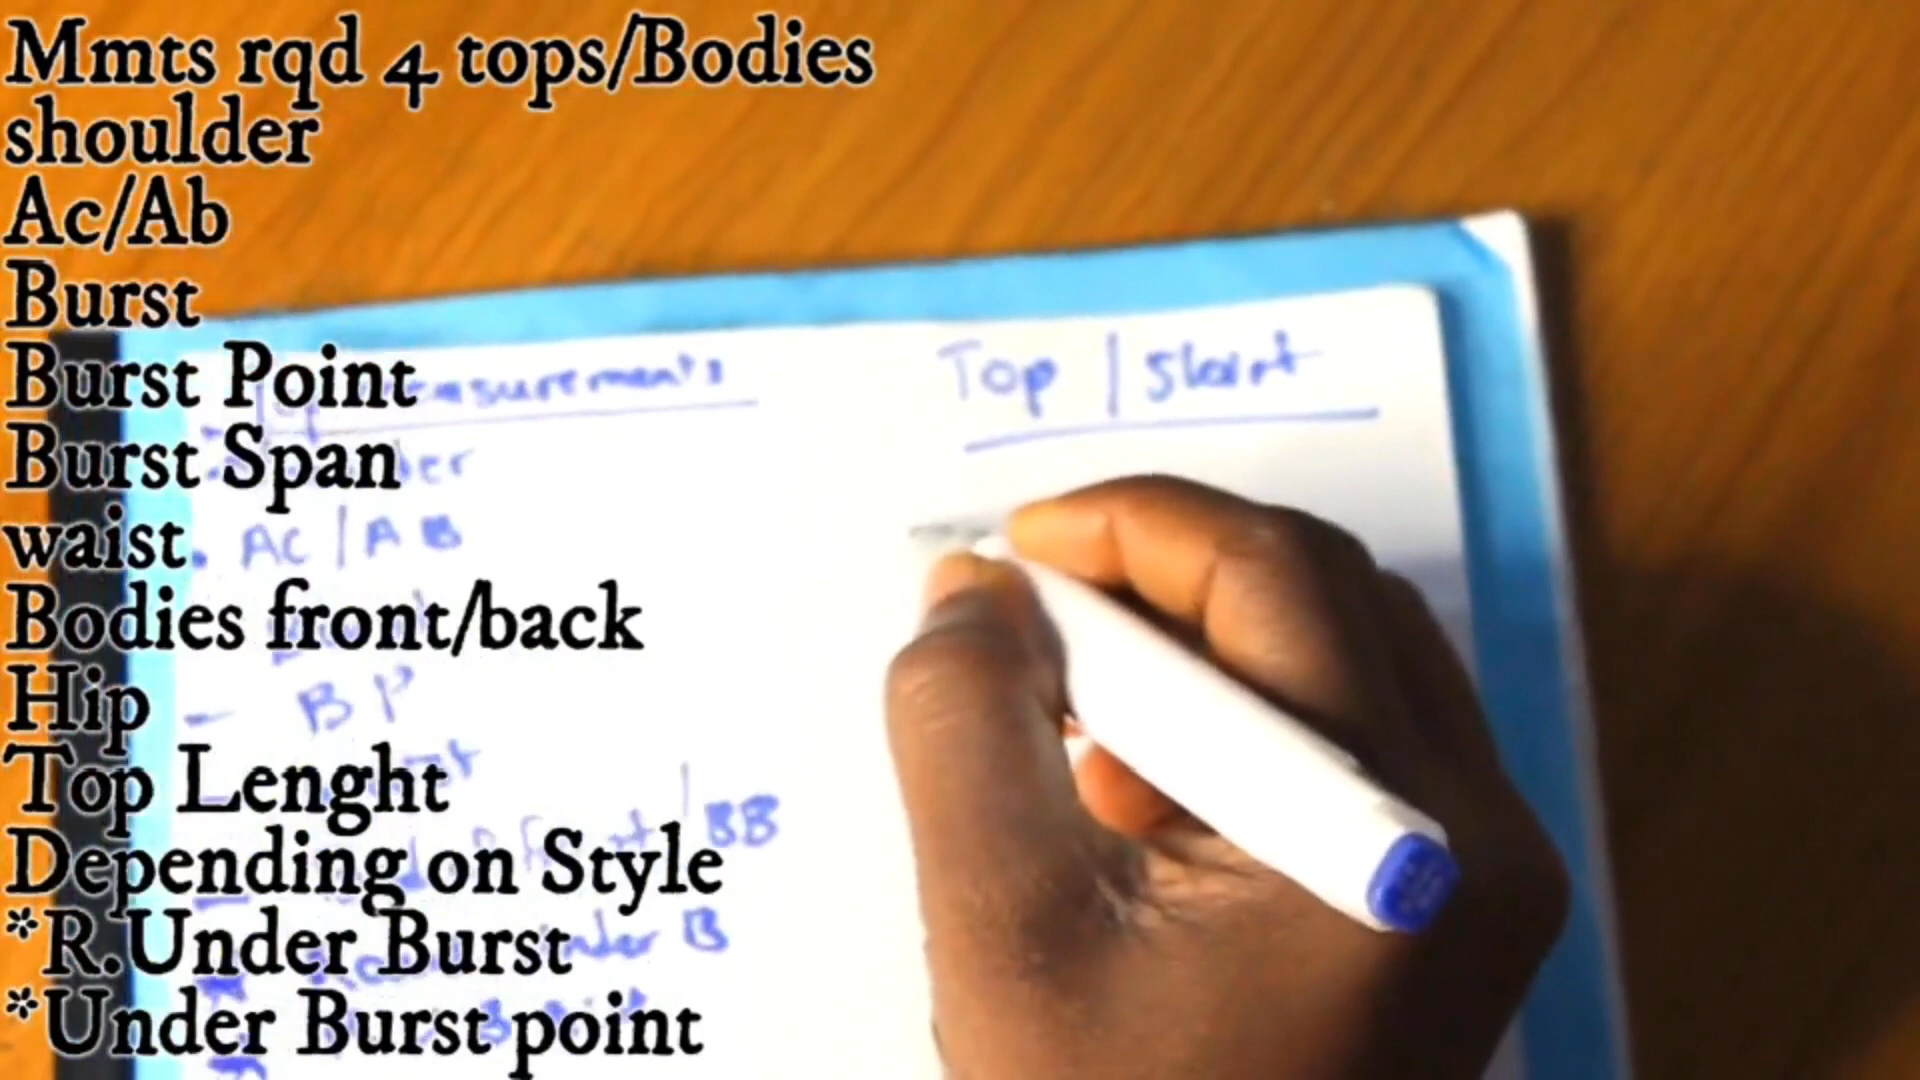 Mmts rqd 4 tops/Bodies
shoulder
Ac/Ab
Burst
Burst Point
Burst Span
waist
Bodies front/back
Hip
Top Lenght
Depending on Style
*R.Under Burst
*Under Burst point
Top | Skirt
AC / AB
- BP
BB
B